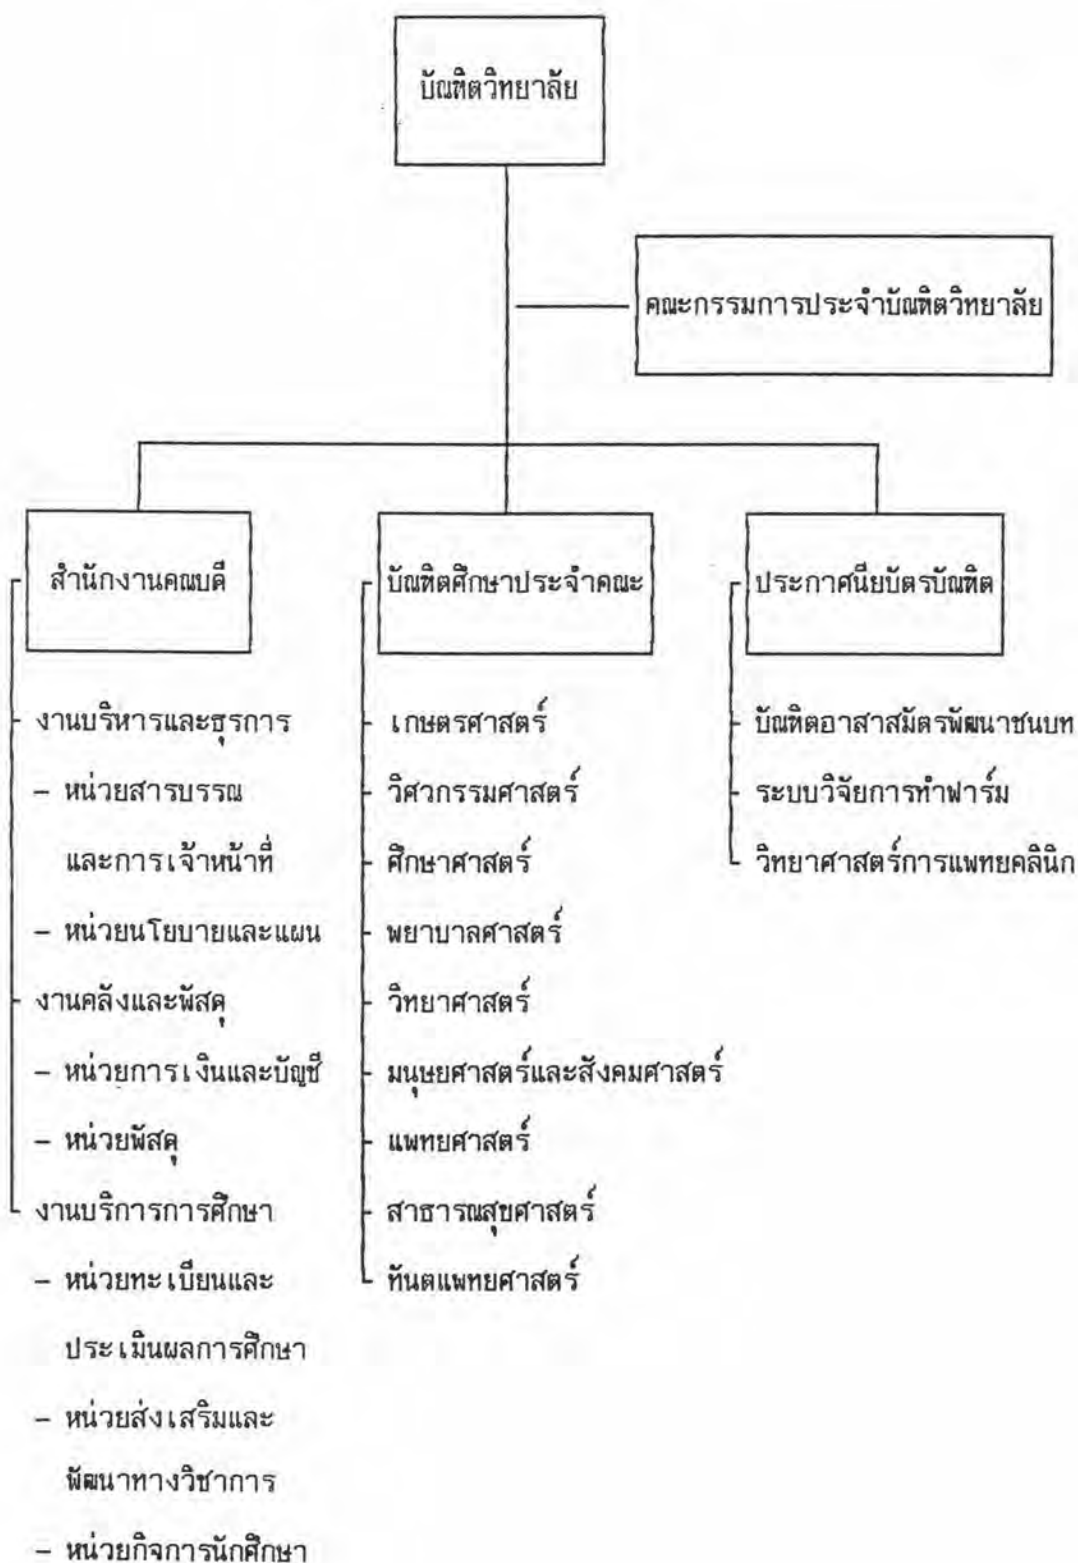 บัณฑิตวิทยาลัย
คณะกรรมการประจำบัณฑิตวิทยาลัย
สำนักงานคณบดี
งานบริหารและธุรการ
– หน่วยสารบรรณ
และการเจ้าหน้าที่
– หน่วยนโยบายและแผน
งานคลังและพัสดุ
– หน่วยการเงินและบัญชี
– หน่วยพัสดุ
งานบริการการศึกษา
– หน่วยทะเบียนและ
ประเมินผลการศึกษา
– หน่วยส่งเสริมและ
พัฒนาทางวิชาการ
– หน่วยกิจการนักศึกษา
บัณฑิตศึกษาประจำคณะ
เกษตรศาสตร์
วิศวกรรมศาสตร์
ศึกษาศาสตร์
พยาบาลศาสตร์
วิทยาศาสตร์
มนุษยศาสตร์และสังคมศาสตร์
แพทยศาสตร์
สาธารณสุขศาสตร์
ทันตแพทยศาสตร์
ประกาศนียบัตรบัณฑิต
บัณฑิตอาสาสมัครพัฒนาชนบท
ระบบวิจัยการทำฟาร์ม
วิทยาศาสตร์การแพทยคลินิก